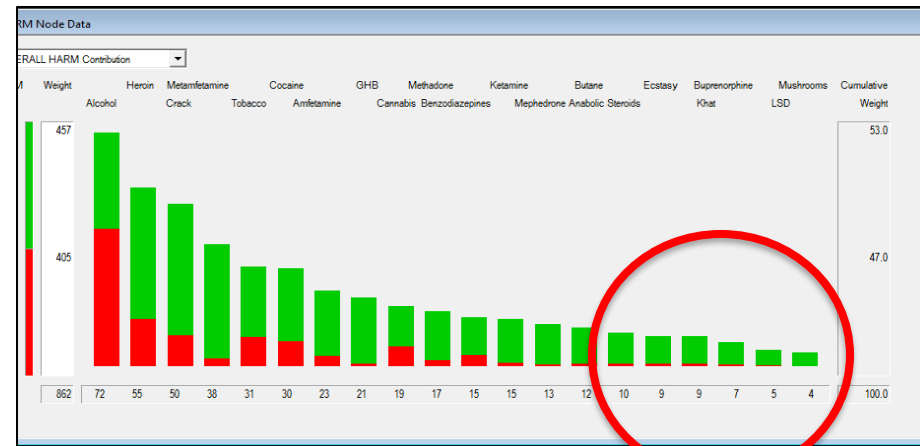 RM Node Data
ERALL HARM Contribution
M Weight Heroin Metamfetamine Cocaine GHB Methadone Ketamine Butane Ecstasy Buprenorphine Mushrooms Cumulative
Alcohol Crack Tobacco Amfetamine Cannabis Benzodiazepines Mephedrone Anabolic Steroids Khat LSD Weight
457 53.0
405 47.0
862 72 55 50 38 31 30 23 21 19 17 15 15 13 12 10 9 9 7 5 4 100.0